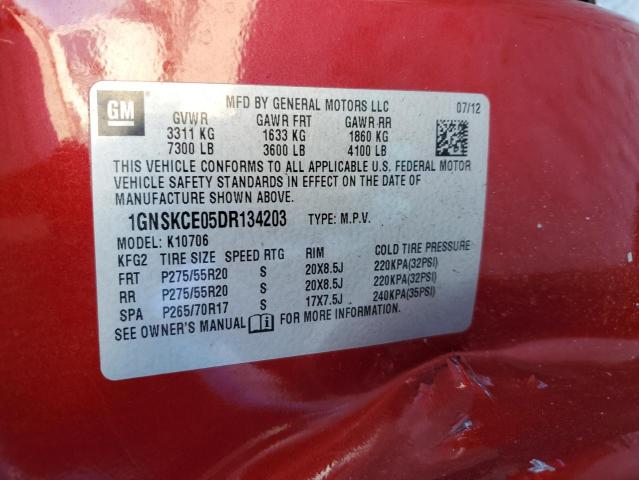 GM
MFD BY GENERAL MOTORS LLC 07/12
GVWR GAWR FRT GAWR RR
3311 KG 1633 KG 1860 KG
7300 LB 3600 LB 4100 LB
THIS VEHICLE CONFORMS TO ALL APPLICABLE U.S. FEDERAL MOTOR
VEHICLE SAFETY STANDARDS IN EFFECT ON THE DATE OF
MANUFACTURE SHOWN ABOVE.
1GNSKCE05DR134203 TYPE: M.P.V.
MODEL: K10706
KFG2 TIRE SIZE SPEED RTG RIM COLD TIRE PRESSURE
FRT P275/55R20 S 20X8.5J 220KPA(32PSI)
RR P275/55R20 S 20X8.5J 220KPA(32PSI)
SPA P265/70R17 S 17X7.5J 240KPA(35PSI)
SEE OWNER'S MANUAL FOR MORE INFORMATION.